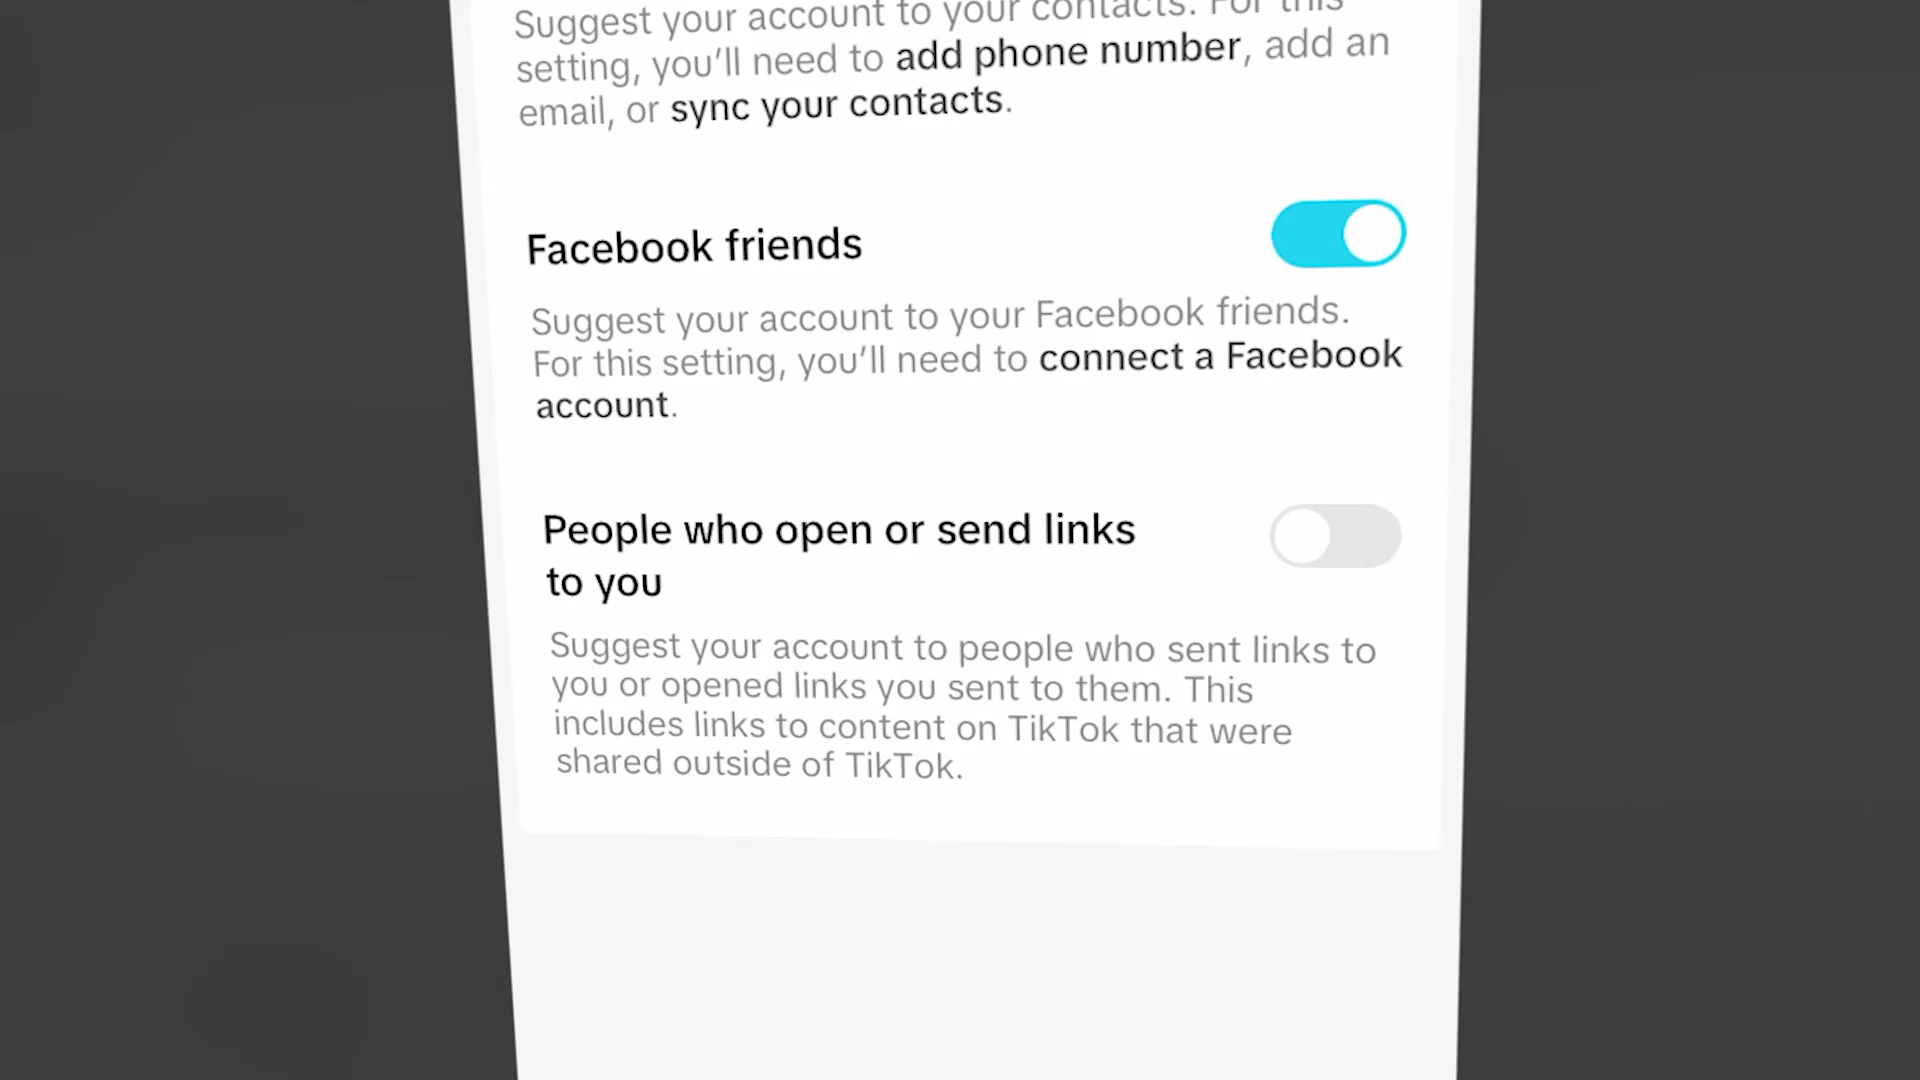 Suggest your account to your contacts. For this
setting, you’ll need to add phone number, add an
email, or sync your contacts.
Facebook friends
Suggest your account to your Facebook friends.
For this setting, you’ll need to connect a Facebook
account.
People who open or send links
to you
Suggest your account to people who sent links to
you or opened links you sent to them. This
includes links to content on TikTok that were
shared outside of TikTok.